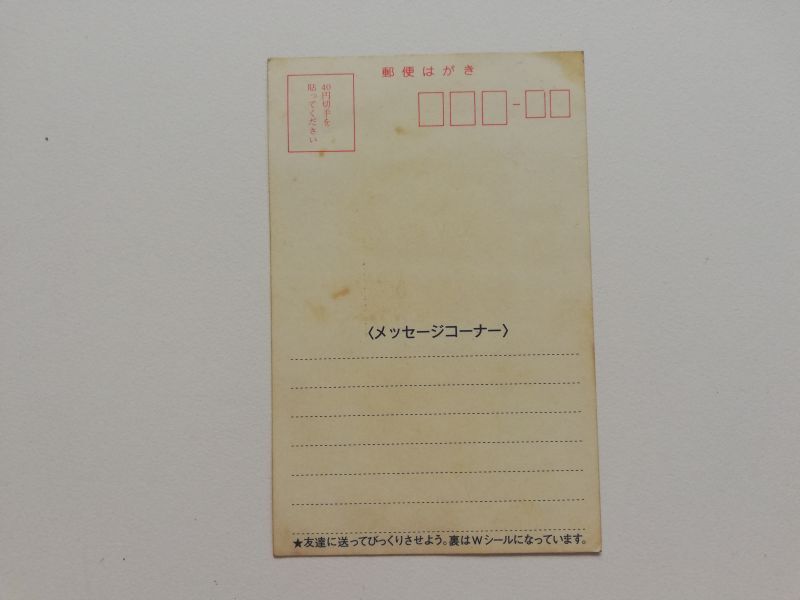 郵便はがき
40円切手を
貼ってください
〈メッセージコーナー〉
★友達に送ってびっくりさせよう。裏はWシールになっています。